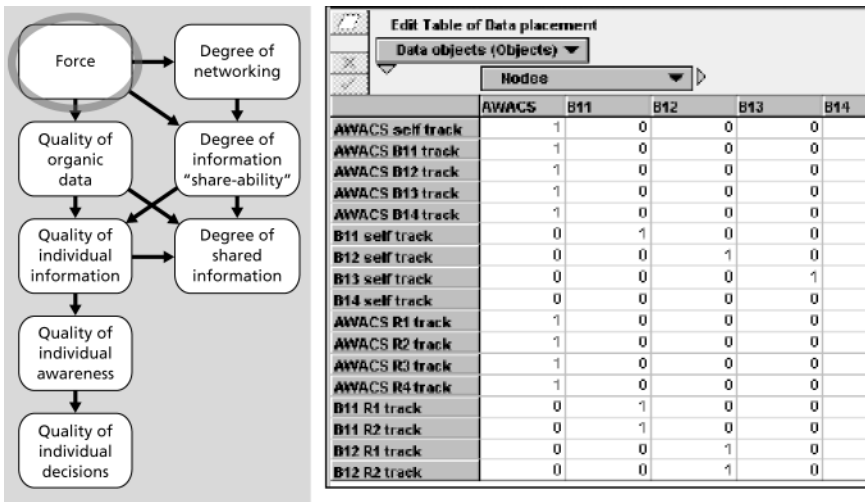 Force
Degree of
networking
Quality of
organic
data
Degree of
information
“share-ability”
Quality of
individual
information
Degree of
shared
information
Quality of
individual
awareness
Quality of
individual
decisions
Edit Table of Data placement
Data objects (Objects)
Nodes
AWACS B11 B12 B13 B14
AWACS self track 1 0 0 0
AWACS B11 track 1 0 0 0
AWACS B12 track 1 0 0 0
AWACS B13 track 1 0 0 0
AWACS B14 track 1 0 0 0
B11 self track 0 1 0 0
B12 self track 0 0 1 0
B13 self track 0 0 0 1
B14 self track 0 0 0 0
AWACS R1 track 1 0 0 0
AWACS R2 track 1 0 0 0
AWACS R3 track 1 0 0 0
AWACS R4 track 1 0 0 0
B11 R1 track 0 1 0 0
B11 R2 track 0 1 0 0
B12 R1 track 0 0 1 0
B12 R2 track 0 0 1 0